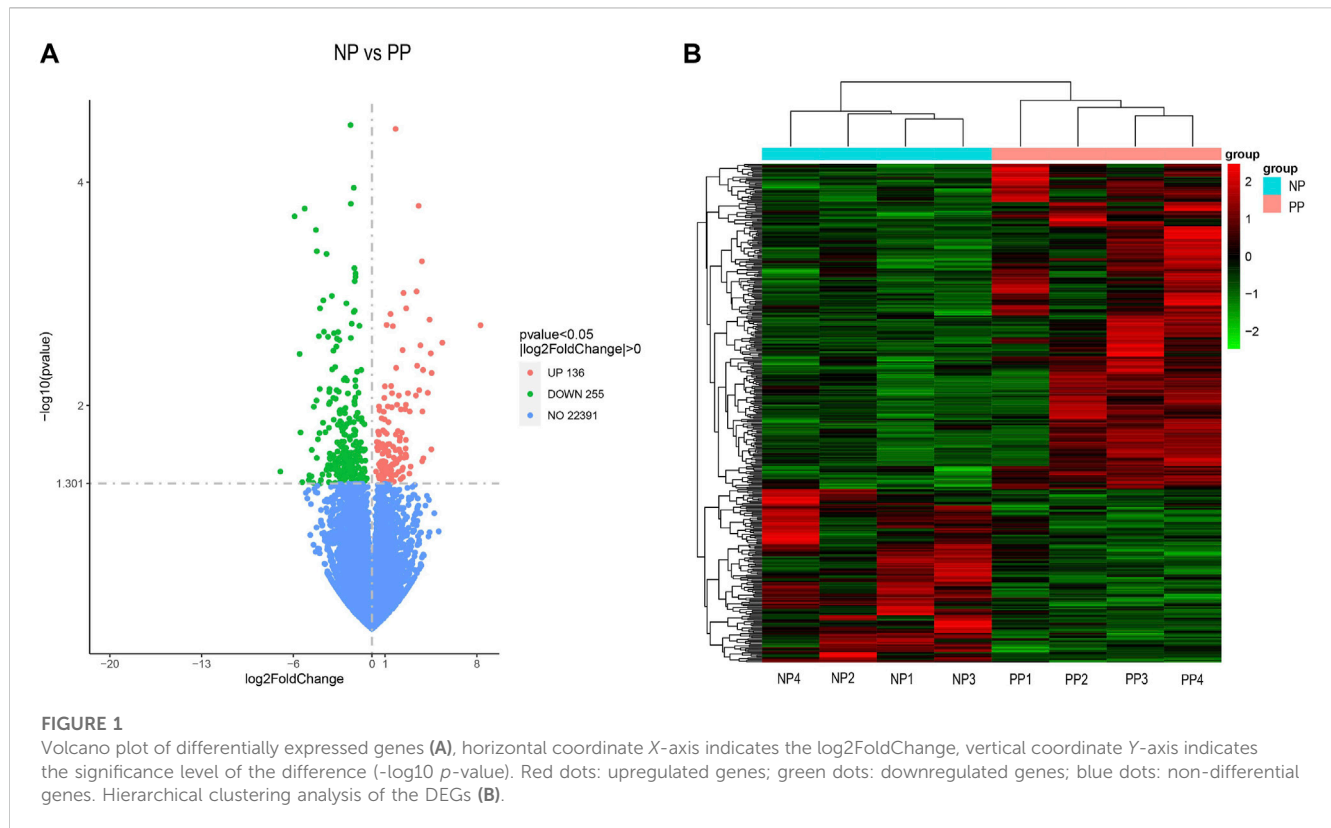 A
NP vs PP
4
2
1.301
-log10(pvalue)
-20
-13
-6
0
1
8
log2FoldChange
pvalue<0.05
|log2FoldChange|>0
UP 136
DOWN 255
NO 22391
B
group
2
1
0
-1
-2
group
NP
PP
NP4
NP2
NP1
NP3
PP1
PP2
PP3
PP4
FIGURE 1
Volcano plot of differentially expressed genes (A), horizontal coordinate X-axis indicates the log2FoldChange, vertical coordinate Y-axis indicates
the significance level of the difference (-log10 p-value). Red dots: upregulated genes; green dots: downregulated genes; blue dots: non-differential
genes. Hierarchical clustering analysis of the DEGs (B).